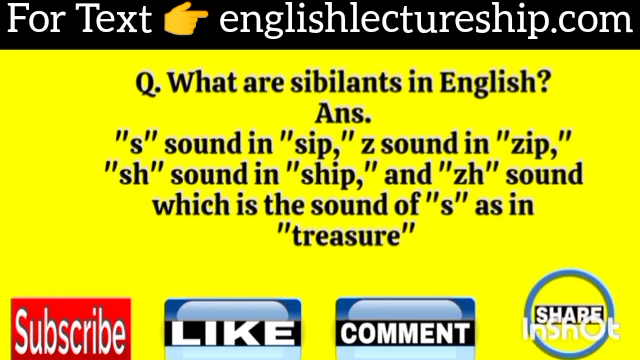 For Text 👉 englishlectureship.com
Q. What are sibilants in English?
Ans.
"s" sound in "sip," z sound in "zip,"
"sh" sound in "ship," and "zh" sound
which is the sound of "s" as in
"treasure"
Subscribe LIKE COMMENT SHARE
InShOt